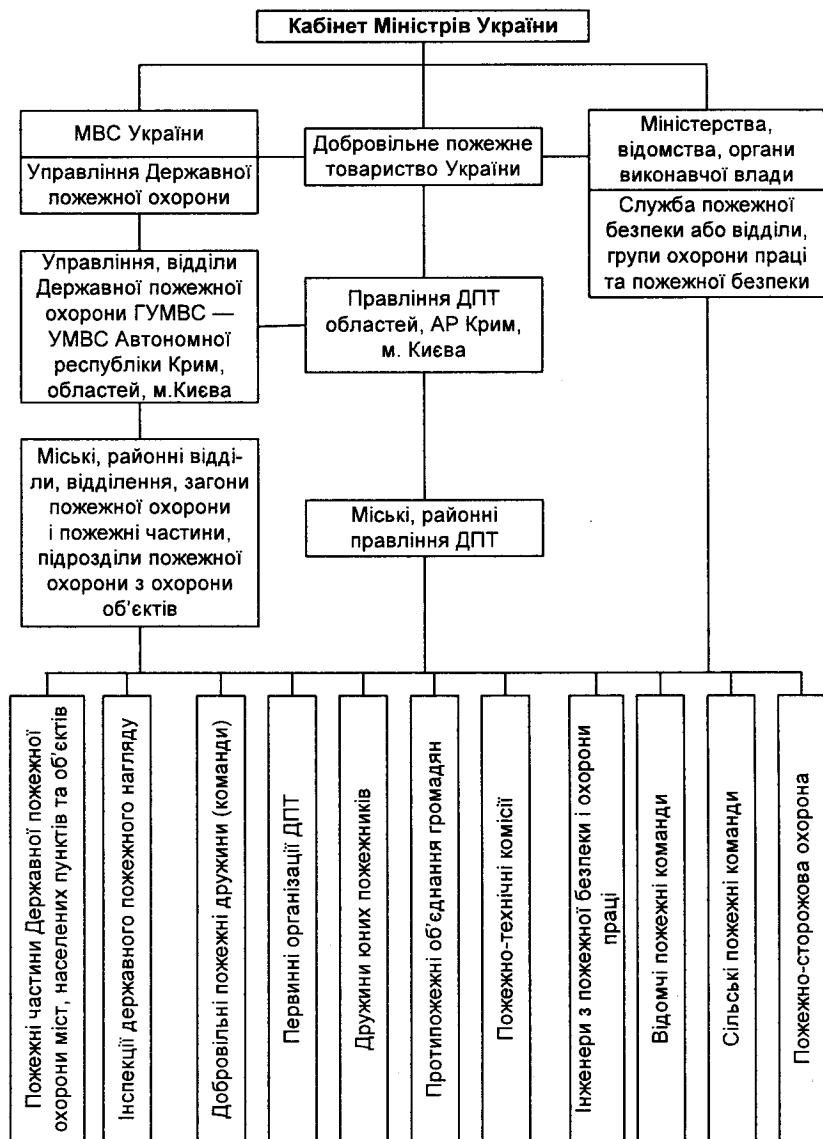 Кабінет Міністрів України
МВС України
Управління Державної
пожежної охорони
Добровільне пожежне
товариство України
Міністерства,
відомства, органи
виконавчої влади
Служба пожежної
безпеки або відділи,
групи охорони праці
та пожежної безпеки
Управління, відділи
Державної пожежної
охорони ГУМВС —
УМВС Автономної
республіки Крим,
областей, м.Києва
Правління ДПТ
областей, АР Крим,
м. Києва
Міські, районні відді-
ли, відділення, загони
пожежної охорони
і пожежні частини,
підрозділи пожежної
охорони з охорони
об'єктів
Міські, районні
правління ДПТ
Пожежні частини Державної пожежної
охорони міст, населених пунктів та об'єктів
Інспекції державного пожежного нагляду
Добровільні пожежні дружини (команди)
Первинні організації ДПТ
Дружини юних пожежників
Протипожежні об'єднання громадян
Пожежно-технічні комісії
Інженери з пожежної безпеки і охорони
праці
Відомчі пожежні команди
Сільські пожежні команди
Пожежно-сторожова охорона